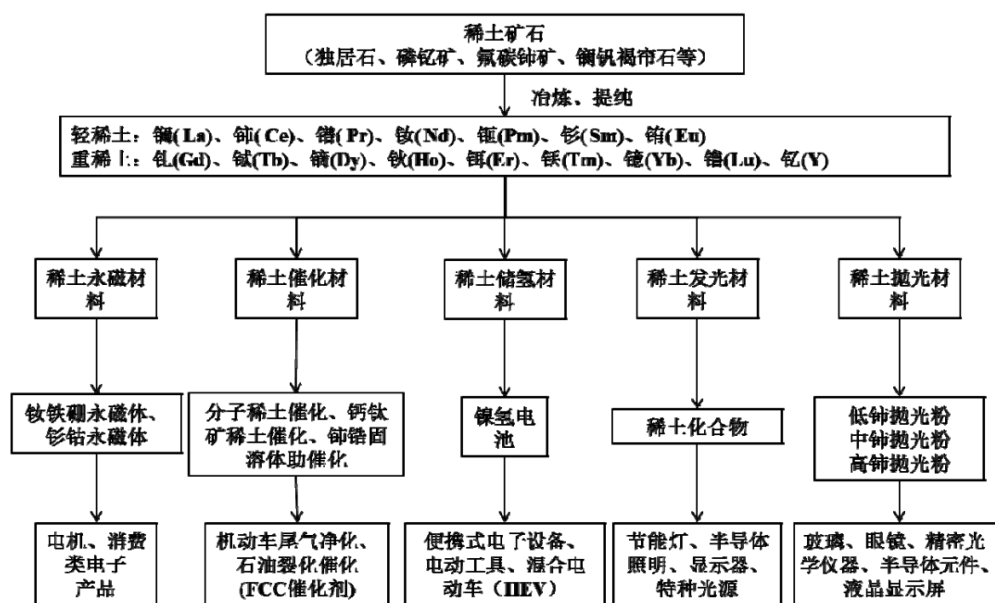 稀土矿石
（独居石、磷钇矿、氟碳铈矿、镧钒褐帘石等）
冶炼、提纯
轻稀土：镧(La)、铈(Ce)、镨(Pr)、钕(Nd)、钷(Pm)、钐(Sm)、铕(Eu)
重稀土：钆(Gd)、铽(Tb)、镝(Dy)、钬(Ho)、铒(Er)、铥(Tm)、镱(Yb)、镥(Lu)、钇(Y)
稀土永磁材
料
稀土催化材
料
稀土储氢材
料
稀土发光材
料
稀土抛光材
料
钕铁硼永磁体、
钐钴永磁体
分子稀土催化、钙钛
矿稀土催化、铈锆固
溶体助催化
镍氢电
池
稀土化合物
低铈抛光粉
中铈抛光粉
高铈抛光粉
电机、消费
类电子
产品
机动车尾气净化、
石油裂化催化
(FCC催化剂)
便携式电子设备、
电动工具、混合电
动车（HEV）
节能灯、半导体
照明、显示器、
特种光源
玻璃、眼镜、精密光
学仪器、半导体元件、
液晶显示屏